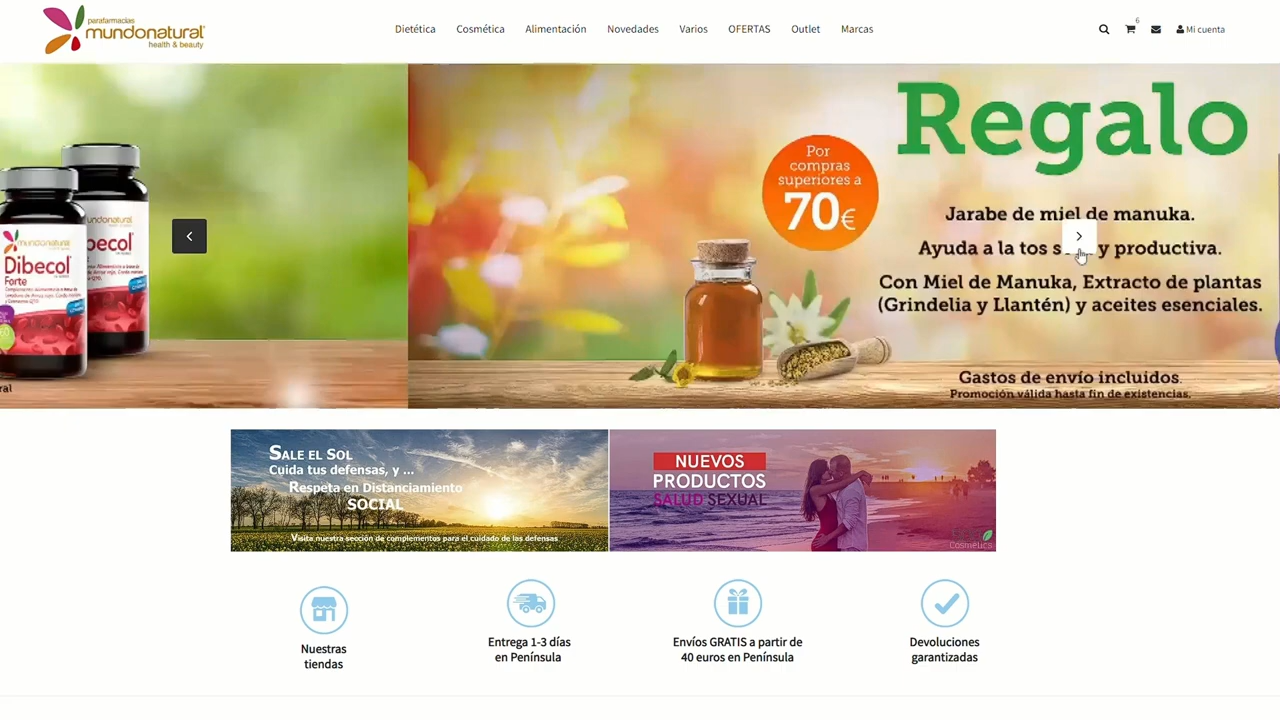 parafarmacias
mundonatural
health & beauty
Dietética
Cosmética
Alimentación
Novedades
Varios
OFERTAS
Outlet
Marcas
6
Mi cuenta
mundonatural
Dibecol
Forte
Regalo
Por
compras
superiores a
70€
Jarabe de miel de manuka.
Ayuda a la tos y productiva.
Con Miel de Manuka, Extracto de plantas
(Grindelia y Llantén) y aceites esenciales.
Gastos de envío incluidos.
Promoción válida hasta fin de existencias.
SALE EL SOL
Cuida tus defensas, y ...
Respeta en Distanciamiento
SOCIAL
Visita nuestra sección de complementos para el cuidado de las defensas
NUEVOS
PRODUCTOS
SALUD SEXUAL
Cosmetics
Nuestras
tiendas
Entrega 1-3 días
en Península
Envíos GRATIS a partir de
40 euros en Península
Devoluciones
garantizadas